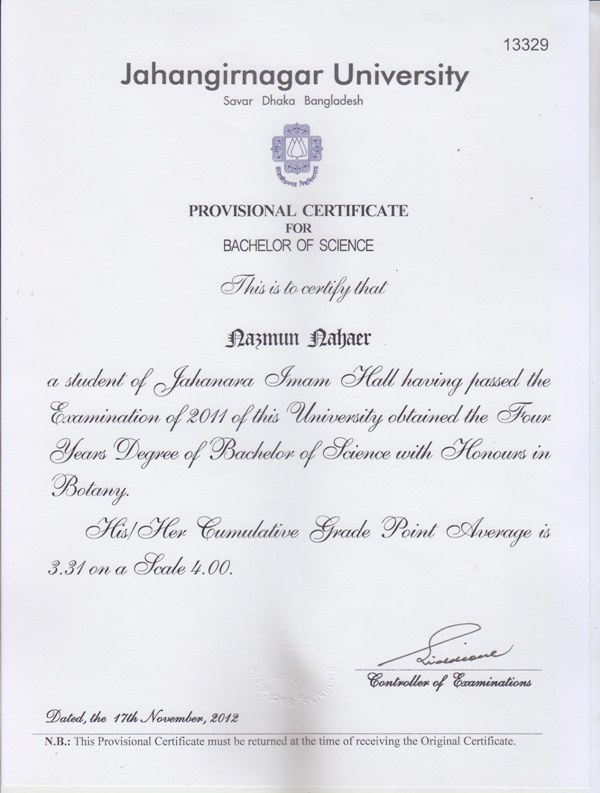 13329
Jahangirnagar University
Savar Dhaka Bangladesh
PROVISIONAL CERTIFICATE
FOR
BACHELOR OF SCIENCE
This is to certify that
Nazmun Nahaer
a student of Jahanara Imam Hall having passed the
Examination of 2011 of this University obtained the Four
Years Degree of Bachelor of Science with Honours in
Botany.
His/Her Cumulative Grade Point Average is
3.31 on a Scale 4.00.
Controller of Examinations
Dated, the 17th November, 2012
N.B.: This Provisional Certificate must be returned at the time of receiving the Original Certificate.